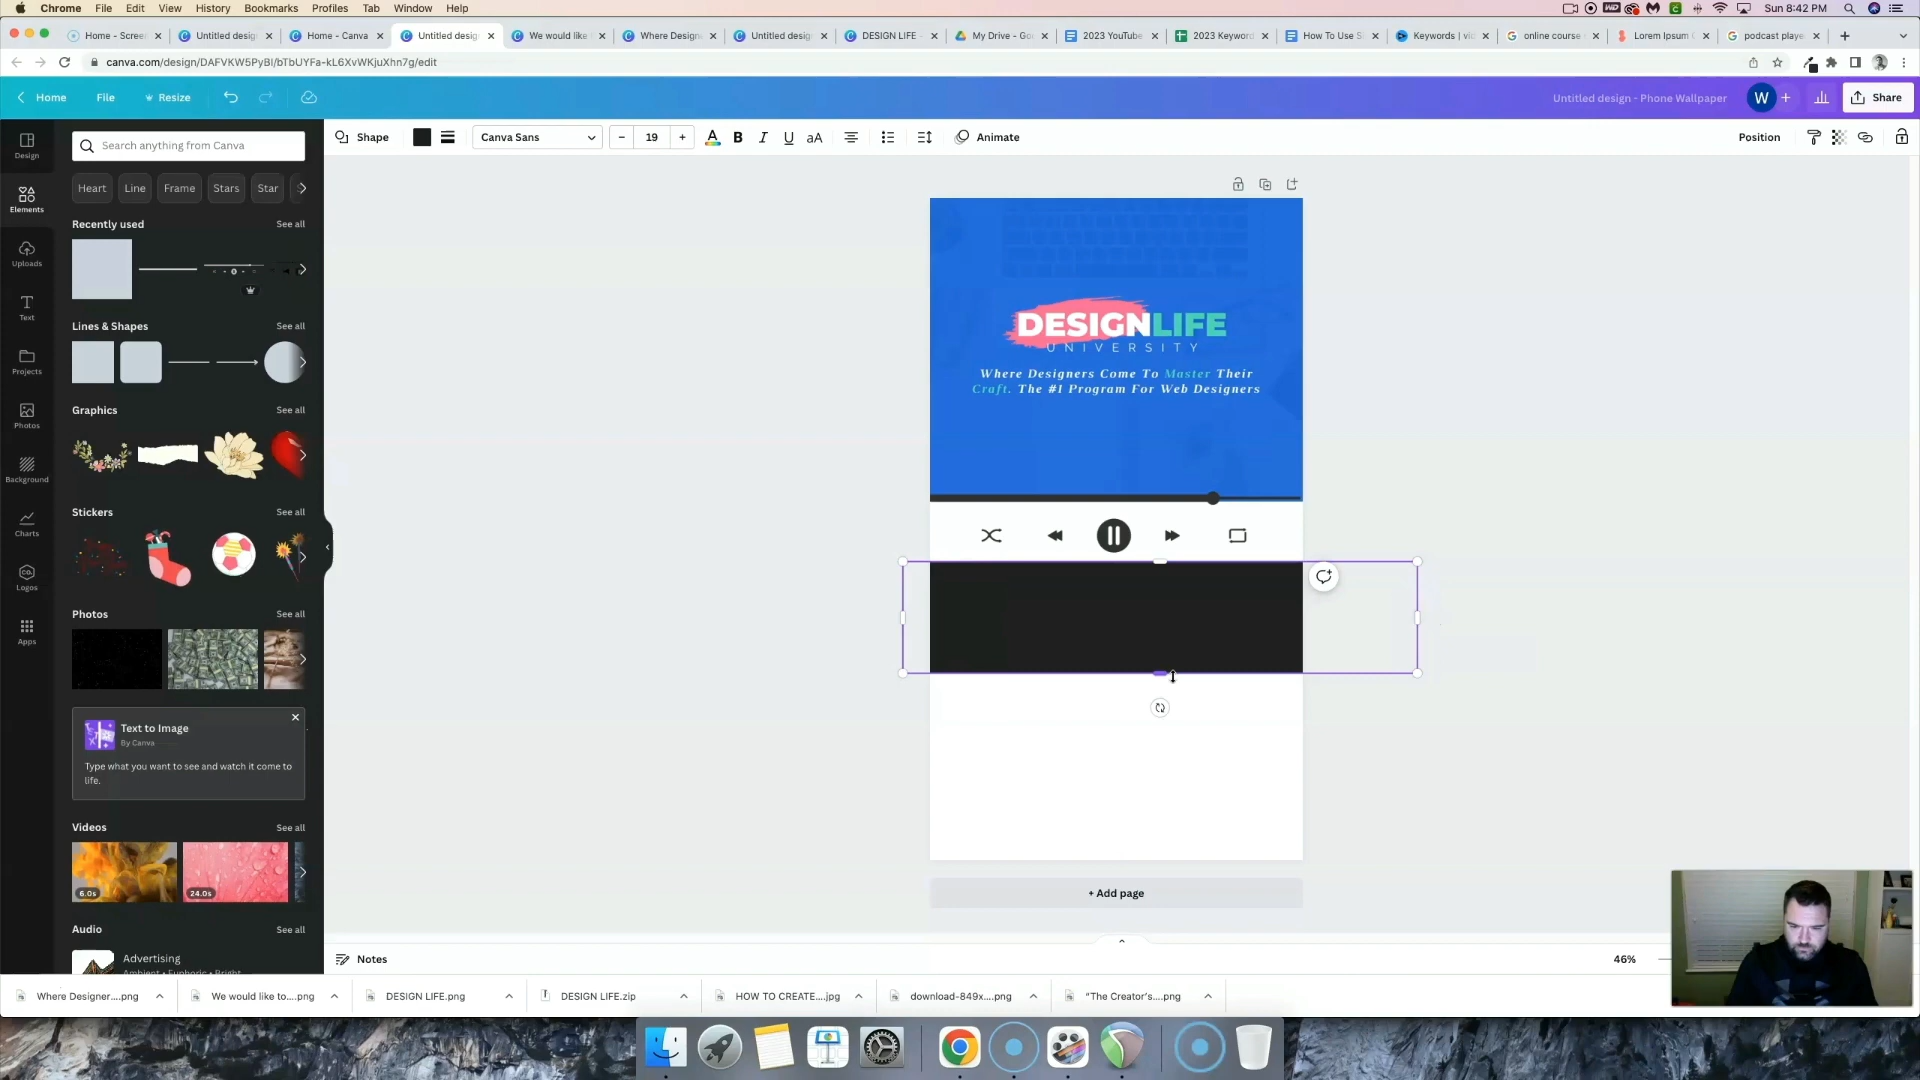 Chrome File Edit View History Bookmarks Profiles Tab Window Help Sun 8:42 PM
Home - Scree Untitled desig Home - Canva Untitled desig We would like Where Design Untitled desig DESIGN LIFE - My Drive - Go 2023 YouTube 2023 Keyword How To Use S Keywords | vid online course Lorem Ipsum podcast playe
canva.com/design/DAFVKW5PyBI/bTbUYFa-kL6XvWKjuXhn7g/edit
Home File Resize Untitled design - Phone Wallpaper W Share
Shape Canva Sans 19 A B I U aA Animate Position
Design
Elements
Uploads
Text
Projects
Photos
Background
Charts
Logos
Apps
Search anything from Canva
Heart Line Frame Stars Star
Recently used See all
Lines & Shapes See all
Graphics See all
Stickers See all
Photos See all
Text to Image
By Canva
Type what you want to see and watch it come to
life.
Videos See all
6.0s 24.0s
Audio See all
Advertising
Ambient • Euphoric • Bright
DESIGNLIFE
UNIVERSITY
Where Designers Come To Master Their
Craft. The #1 Program For Web Designers
+ Add page
Notes 46%
Where Designer....png We would like to....png DESIGN LIFE.png DESIGN LIFE.zip HOW TO CREATE....jpg download-849x....png "The Creator's....png